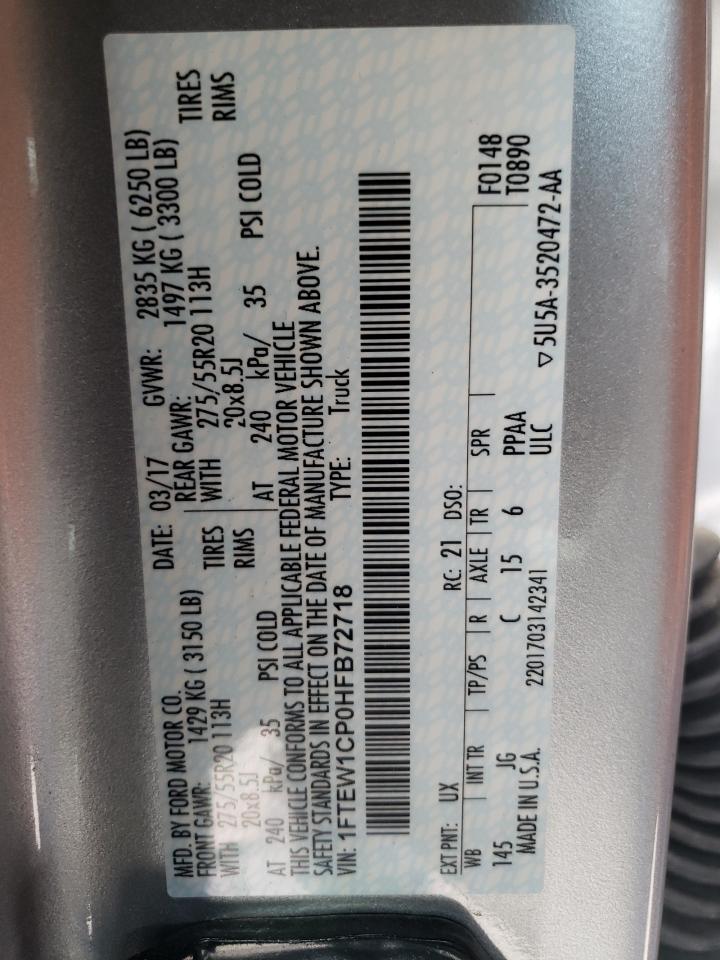 MFD. BY FORD MOTOR CO. DATE: 03/17 GVWR: 2835 KG ( 6250 LB)
FRONT GAWR: 1429 KG ( 3150 LB) REAR GAWR: 1497 KG ( 3300 LB)
WITH 275/55R20 113H TIRES WITH 275/55R20 113H TIRES
20x8.5J RIMS 20x8.5J RIMS
AT 240 kPa/ 35 PSI COLD AT 240 kPa/ 35 PSI COLD
THIS VEHICLE CONFORMS TO ALL APPLICABLE FEDERAL MOTOR VEHICLE
SAFETY STANDARDS IN EFFECT ON THE DATE OF MANUFACTURE SHOWN ABOVE.
VIN: 1FTEW1CP0HFB72718 TYPE: Truck
EXT PNT: UX RC: 21 DSO:
WB INT TR TP/PS R AXLE TR SPR F0148
145 JG C 15 6 PPAA T0890
MADE IN U.S.A. 2201703142341 ULC ▽5U5A-3520472-AA